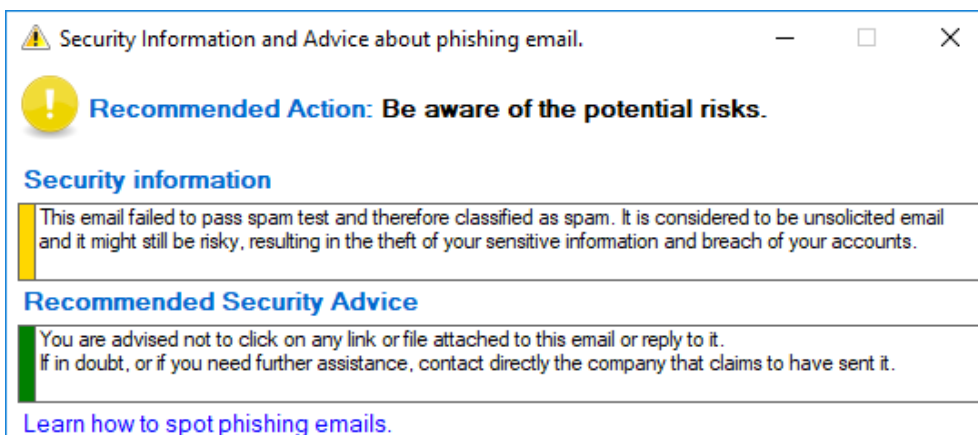 Security Information and Advice about phishing email.
Recommended Action: Be aware of the potential risks.
Security information
This email failed to pass spam test and therefore classified as spam. It is considered to be unsolicited email
and it might still be risky, resulting in the theft of your sensitive information and breach of your accounts.
Recommended Security Advice
You are advised not to click on any link or file attached to this email or reply to it.
If in doubt, or if you need further assistance, contact directly the company that claims to have sent it.
Learn how to spot phishing emails.